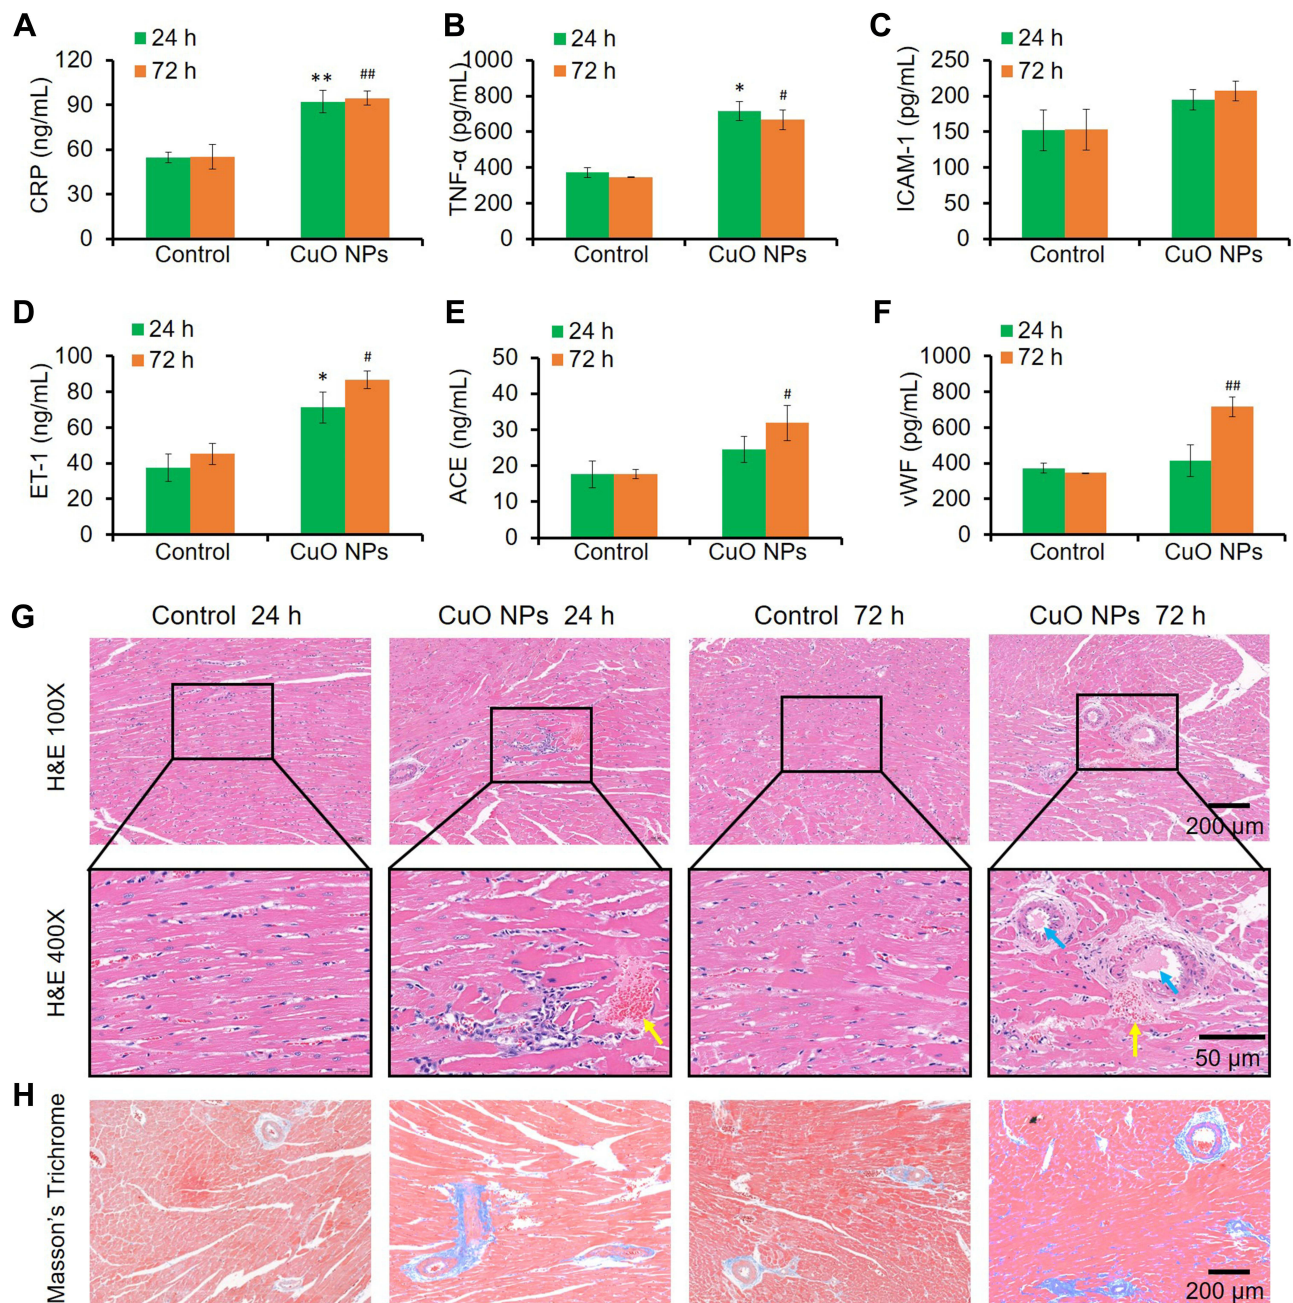 A
24 h
72 h
CRP (ng/mL)
120
90
60
30
0
**
##
Control
CuO NPs
B
24 h
72 h
TNF-α (pg/mL)
1000
800
600
400
200
0
*
#
Control
CuO NPs
C
24 h
72 h
ICAM-1 (pg/mL)
250
200
150
100
50
0
Control
CuO NPs
D
24 h
72 h
ET-1 (ng/mL)
100
80
60
40
20
0
*
#
Control
CuO NPs
E
24 h
72 h
ACE (ng/mL)
50
40
30
20
10
0
#
Control
CuO NPs
F
24 h
72 h
vWF (pg/mL)
1000
800
600
400
200
0
##
Control
CuO NPs
G
Control 24 h
CuO NPs 24 h
Control 72 h
CuO NPs 72 h
H&E 100X
200 μm
H&E 400X
50 μm
H
Masson's Trichrome
200 μm